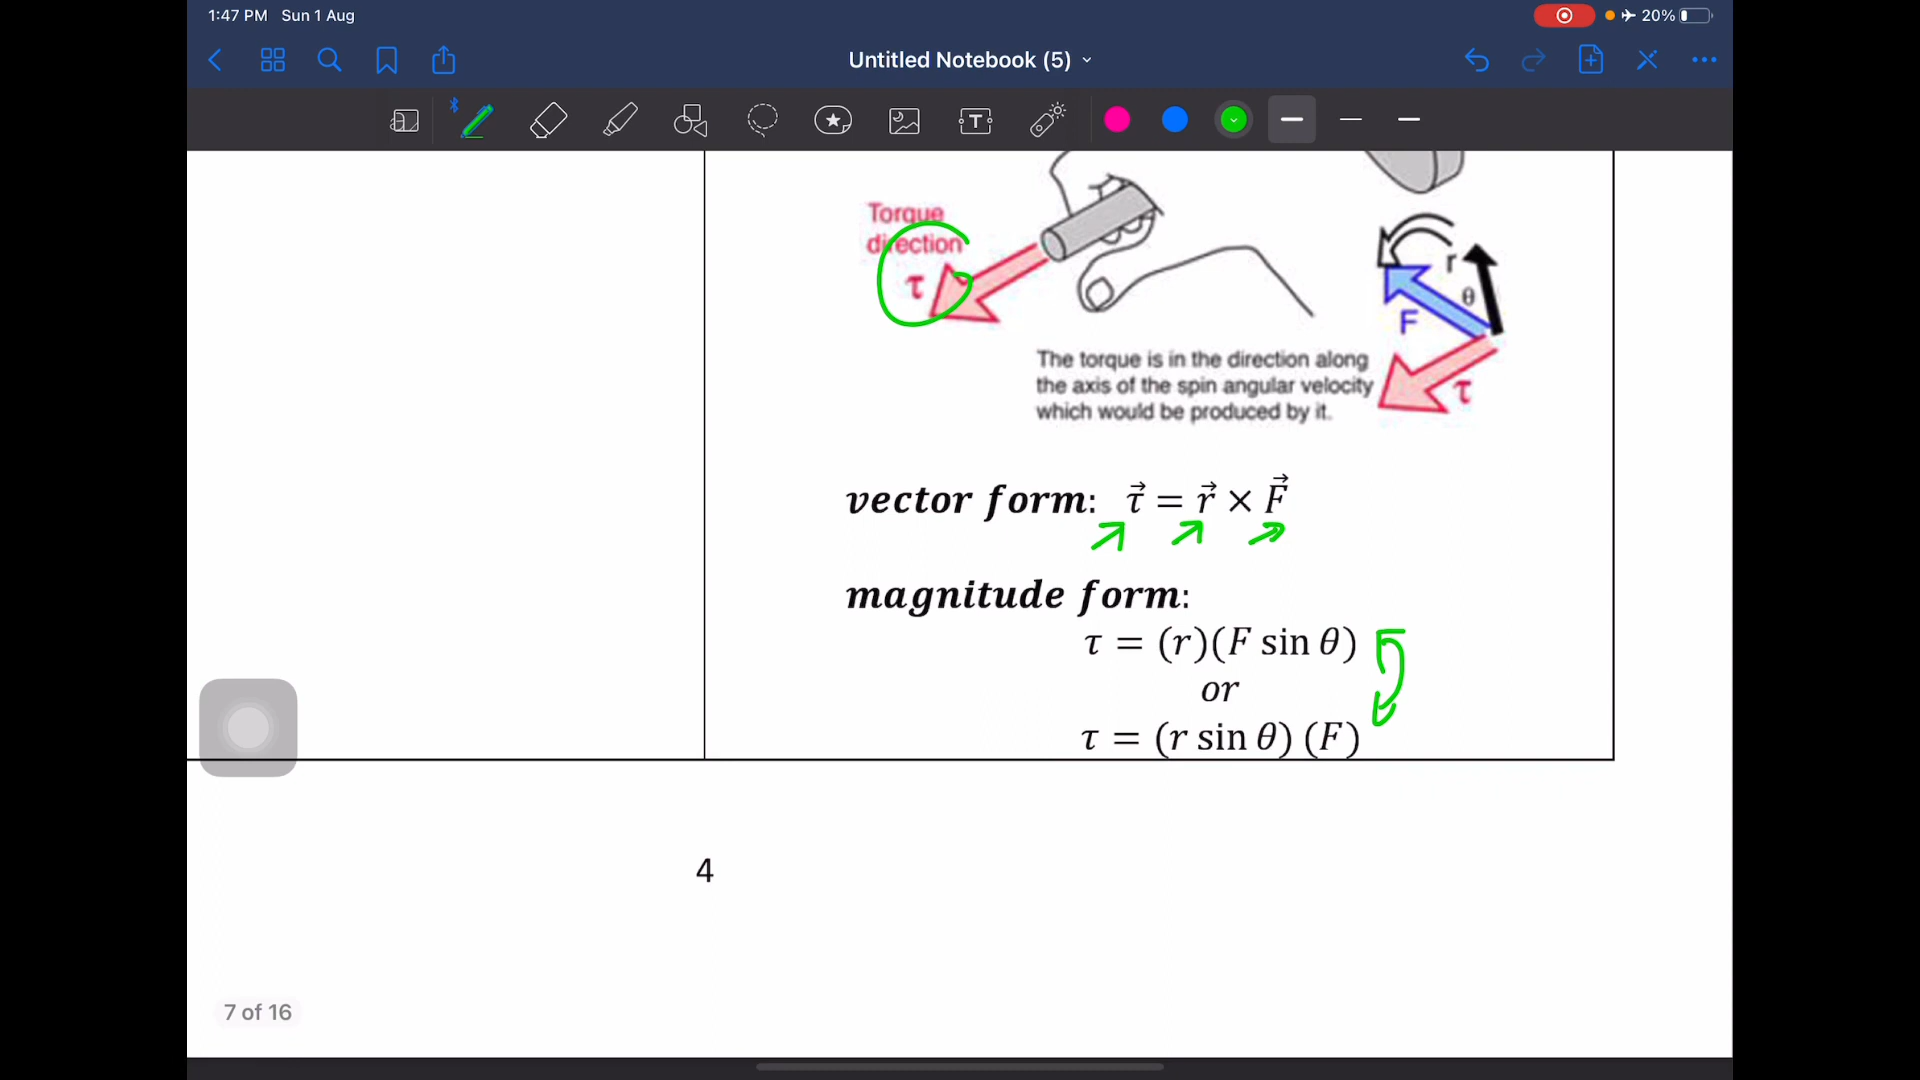 1:47 PM Sun 1 Aug
20%
Untitled Notebook (5)
Torque
direction
τ
r
θ
F
τ
The torque is in the direction along
the axis of the spin angular velocity
which would be produced by it.
vector form: τ⃗ = r⃗ × F⃗
magnitude form:
τ = (r)(F sin θ)
or
τ = (r sin θ) (F)
4
7 of 16